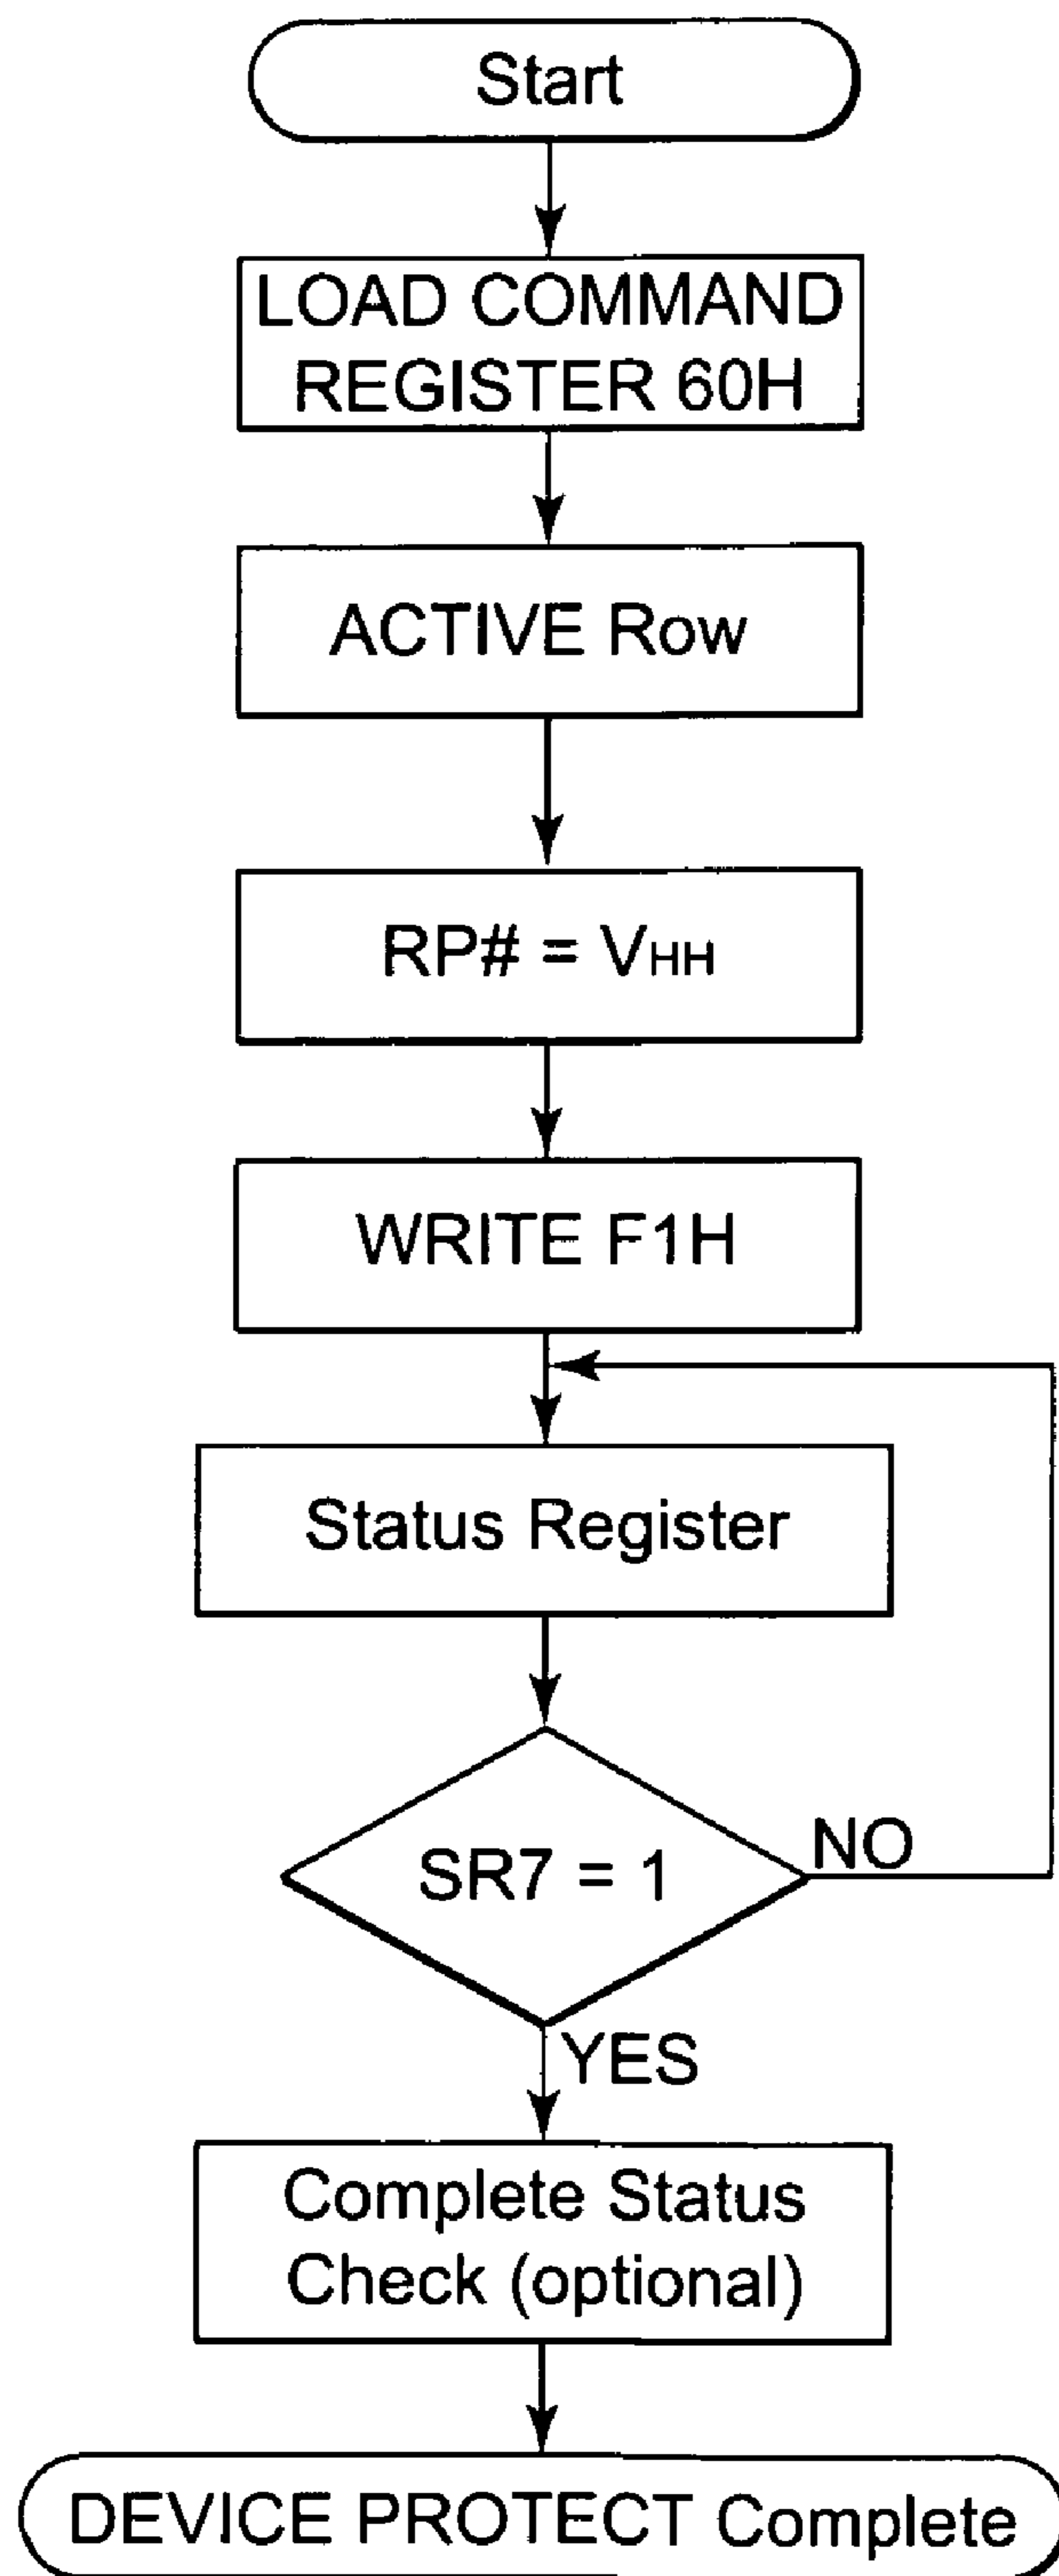 Start
LOAD COMMAND
REGISTER 60H
ACTIVE Row
RP# = VHH
WRITE F1H
Status Register
SR7 = 1
NO
YES
Complete Status
Check (optional)
DEVICE PROTECT Complete